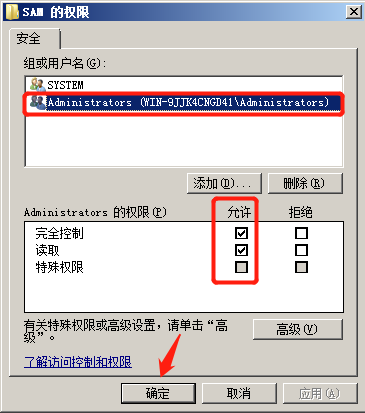 SAM 的权限
安全
组或用户名(G):
SYSTEM
Administrators (WIN-9JJK4CNGD41\Administrators)
添加(D)... 删除(R)
Administrators 的权限(P) 允许 拒绝
完全控制
读取
特殊权限
有关特殊权限或高级设置，请单击“高
级”。
高级(V)
了解访问控制和权限
确定 取消 应用(A)